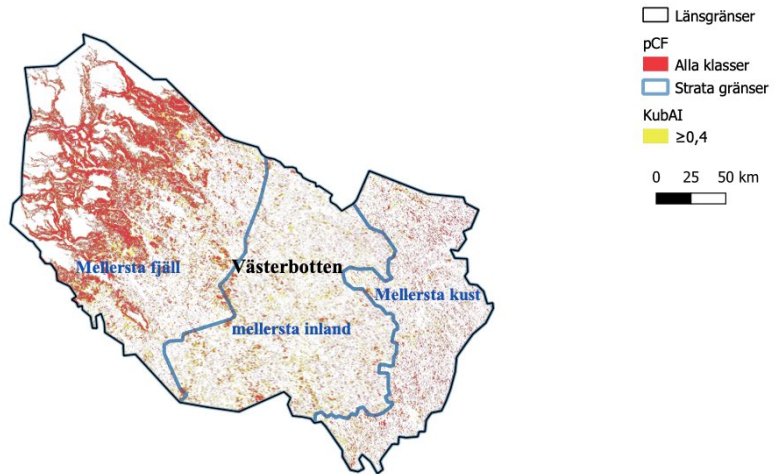 Länsgränser
pCF
Alla klasser
Strata gränser
KubAI
≥0,4
0 25 50 km
Västerbotten
Mellersta fjäll
Mellersta kust
mellersta inland